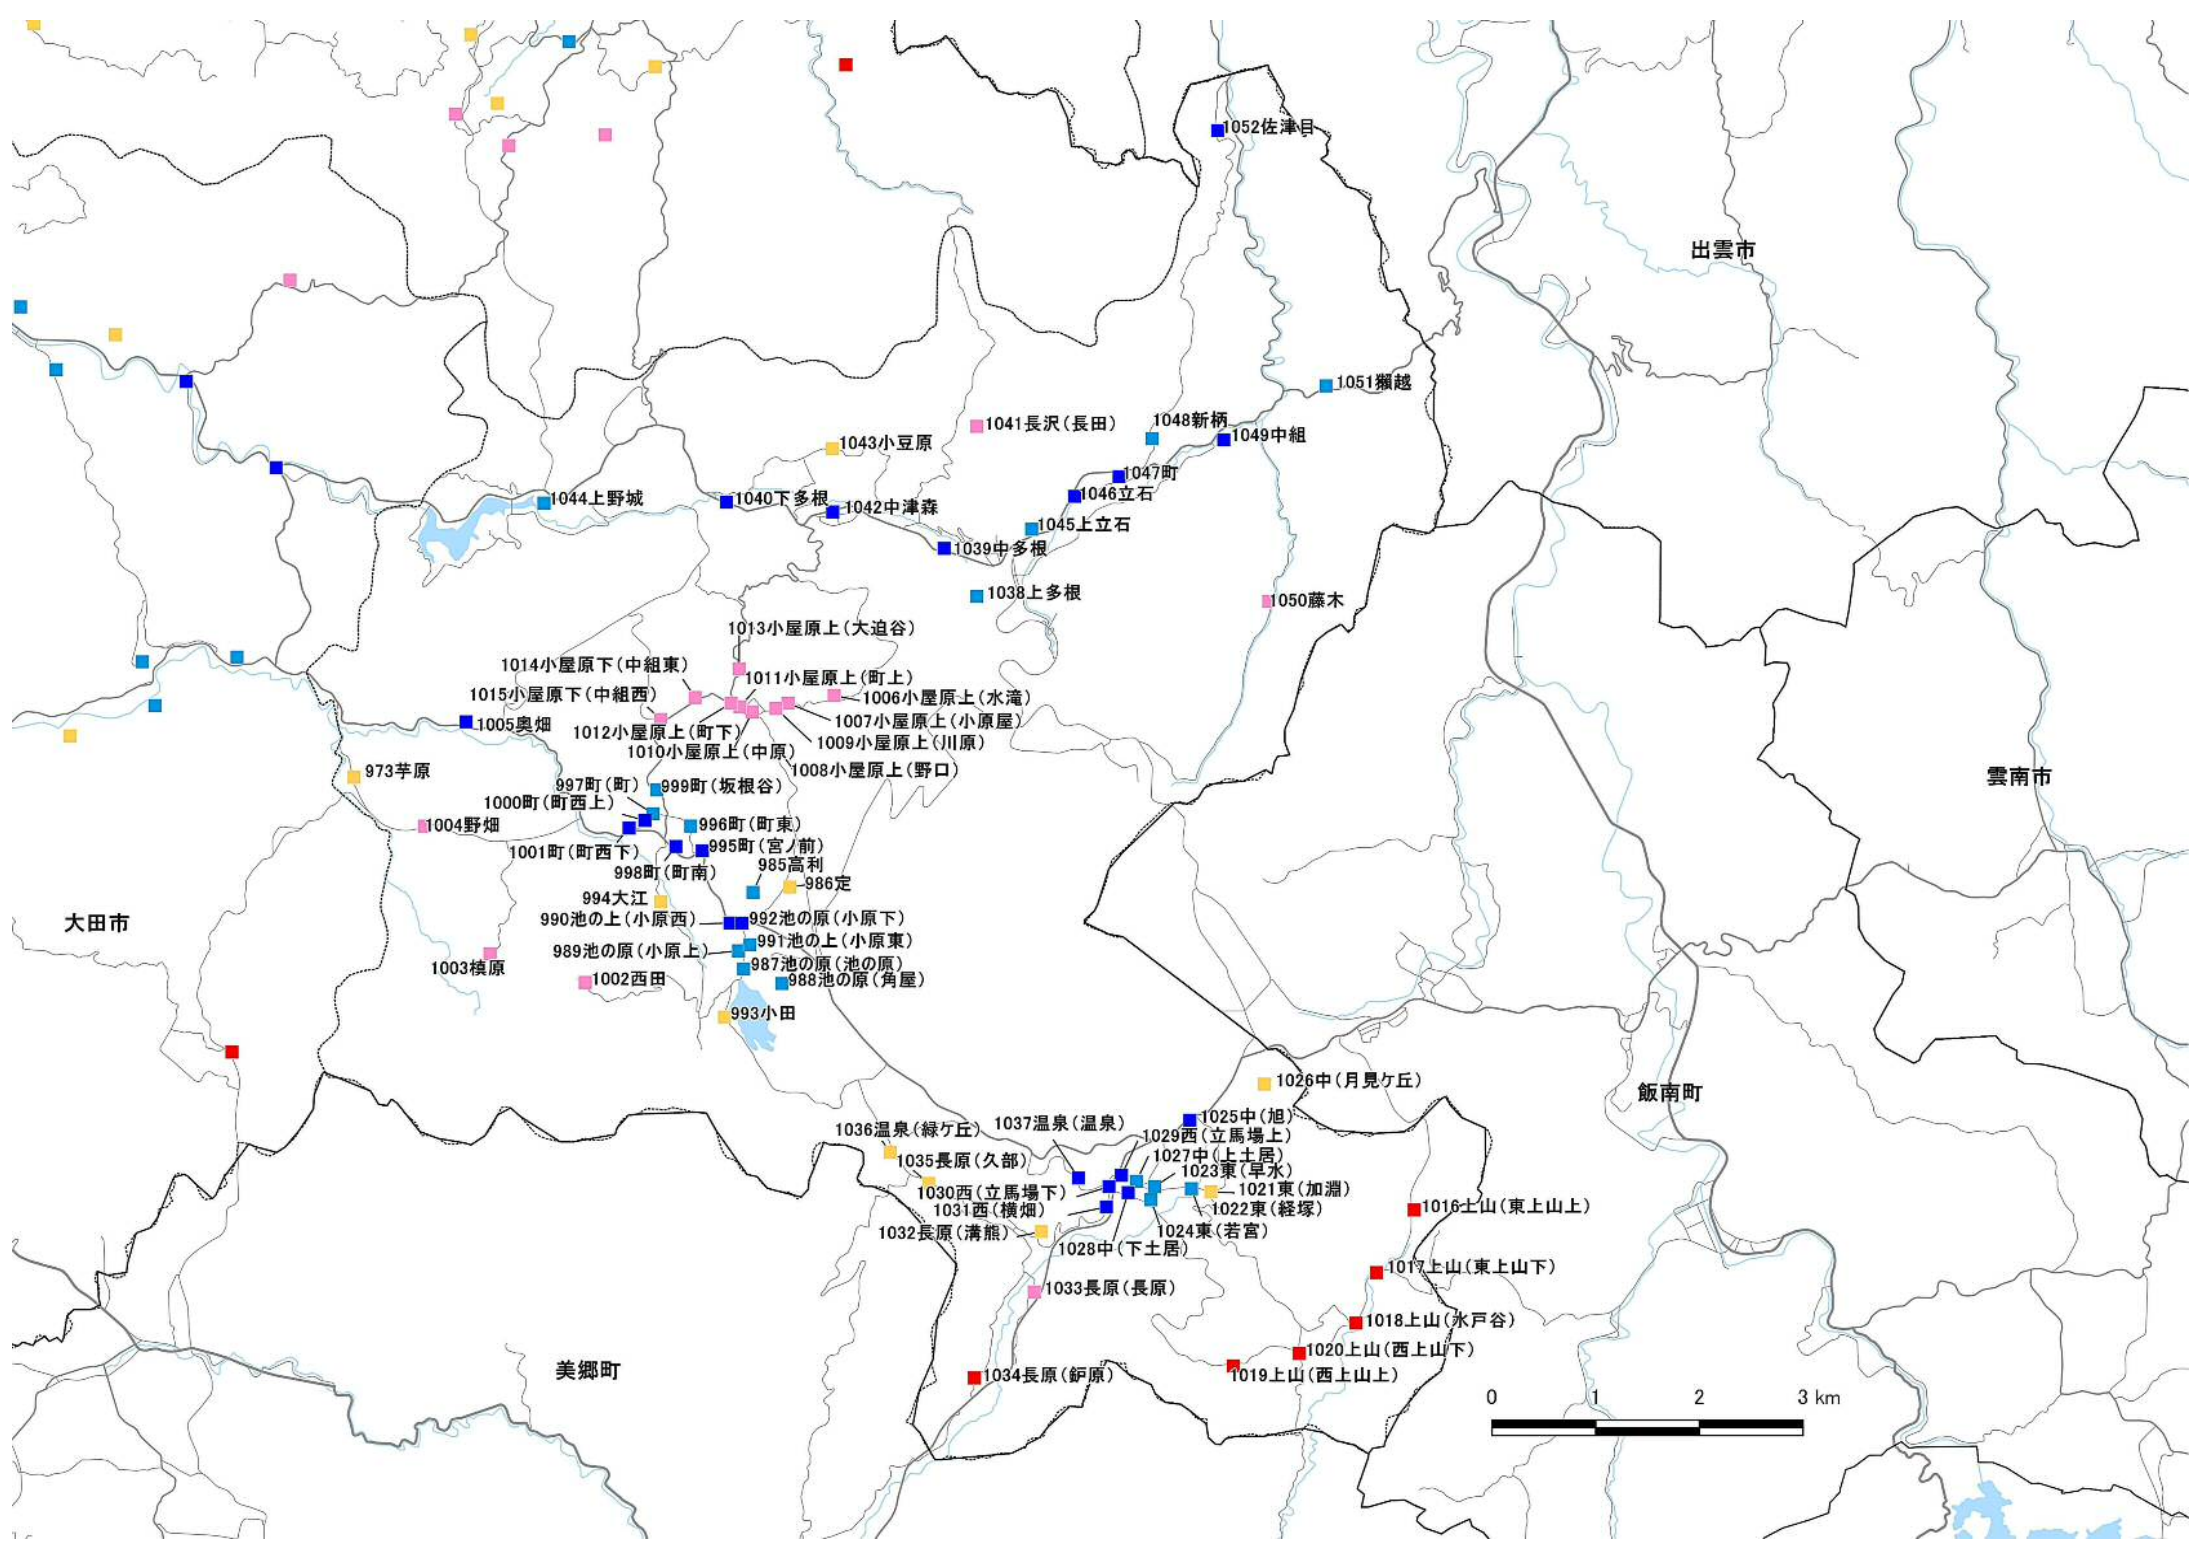 1052佐津目
出雲市
1051獺越
1048新柄
1041長沢(長田)
1049中組
1043小豆原
1047町
1046立石
1044上野城
1040下多根
1042中津森
1045上立石
1039中多根
1038上多根
1050藤木
1013小屋原上(大迫谷)
1014小屋原下(中組東)
1011小屋原上(町上)
1015小屋原下(中組西)
1006小屋原上(水滝)
1007小屋原上(小原屋)
1005奥畑
1012小屋原上(町下)
1009小屋原上(川原)
1010小屋原上(中原)
1008小屋原上(野口)
973芋原
雲南市
997町(町)
999町(坂根谷)
1000町(町西上)
1004野畑
996町(町東)
1001町(町西下)
995町(宮ノ前)
998町(町南)
985高利
986定
994大江
大田市
990池の上(小原西)
992池の原(小原下)
991池の上(小原東)
989池の原(小原上)
987池の原(池の原)
1003槙原
1002西田
988池の原(角屋)
993小田
1026中(月見ケ丘)
飯南町
1025中(旭)
1036温泉(緑ケ丘)
1037温泉(温泉)
1029西(立馬場上)
1027中(上土居)
1035長原(久部)
1023東(早水)
1030西(立馬場下)
1021東(加淵)
1031西(横畑)
1022東(経塚)
1016上山(東上山上)
1032長原(溝熊)
1024東(若宮)
1028中(下土居)
1017上山(東上山下)
1033長原(長原)
1018上山(水戸谷)
1020上山(西上山下)
美郷町
1034長原(鈩原)
1019上山(西上山上)
0 1 2 3 km